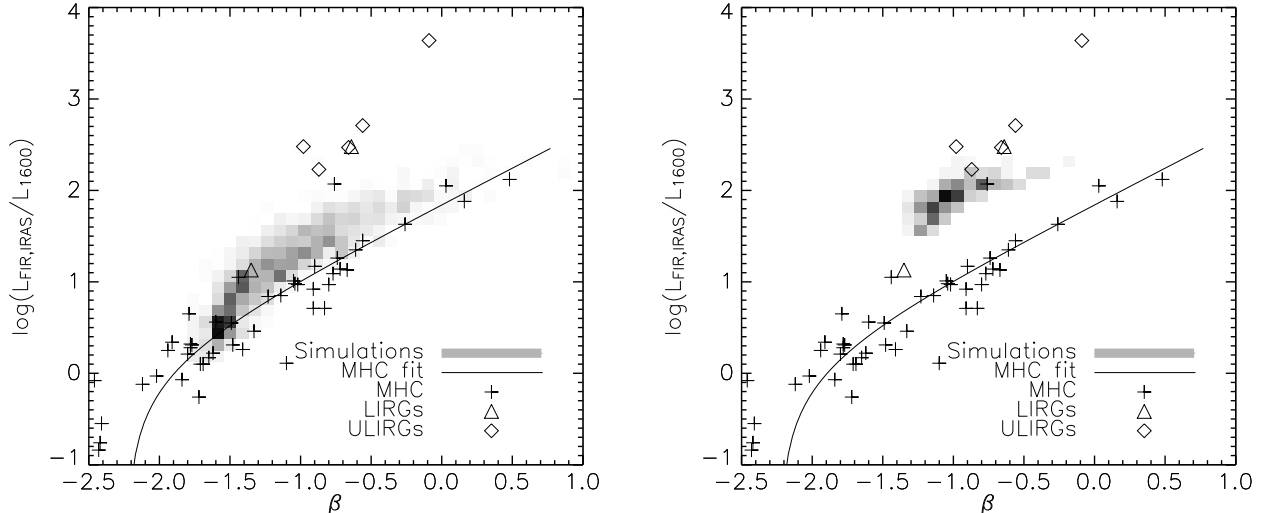 4
3
2
1
0
−1
log(L_FIR,IRAS/L_1600)
Simulations
MHC fit
MHC
LIRGs
ULIRGs
−2.5 −2.0 −1.5 −1.0 −0.5 0.0 0.5 1.0
β
4
3
2
1
0
−1
log(L_FIR,IRAS/L_1600)
Simulations
MHC fit
MHC
LIRGs
ULIRGs
−2.5 −2.0 −1.5 −1.0 −0.5 0.0 0.5 1.0
β